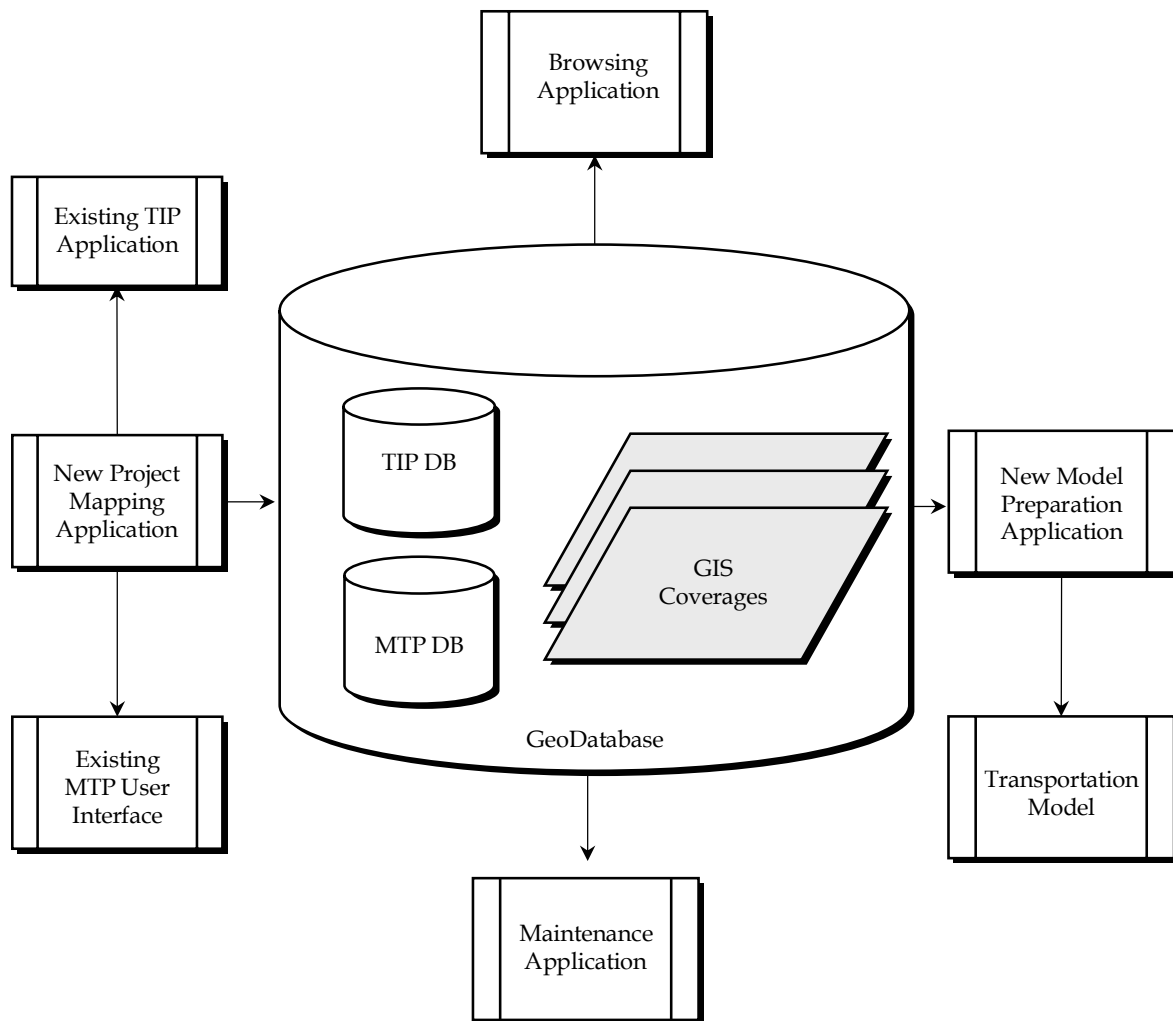 Browsing
Application
Existing TIP
Application
TIP DB
New Project
Mapping
Application
New Model
Preparation
Application
GIS
Coverages
MTP DB
GeoDatabase
Existing
MTP User
Interface
Transportation
Model
Maintenance
Application